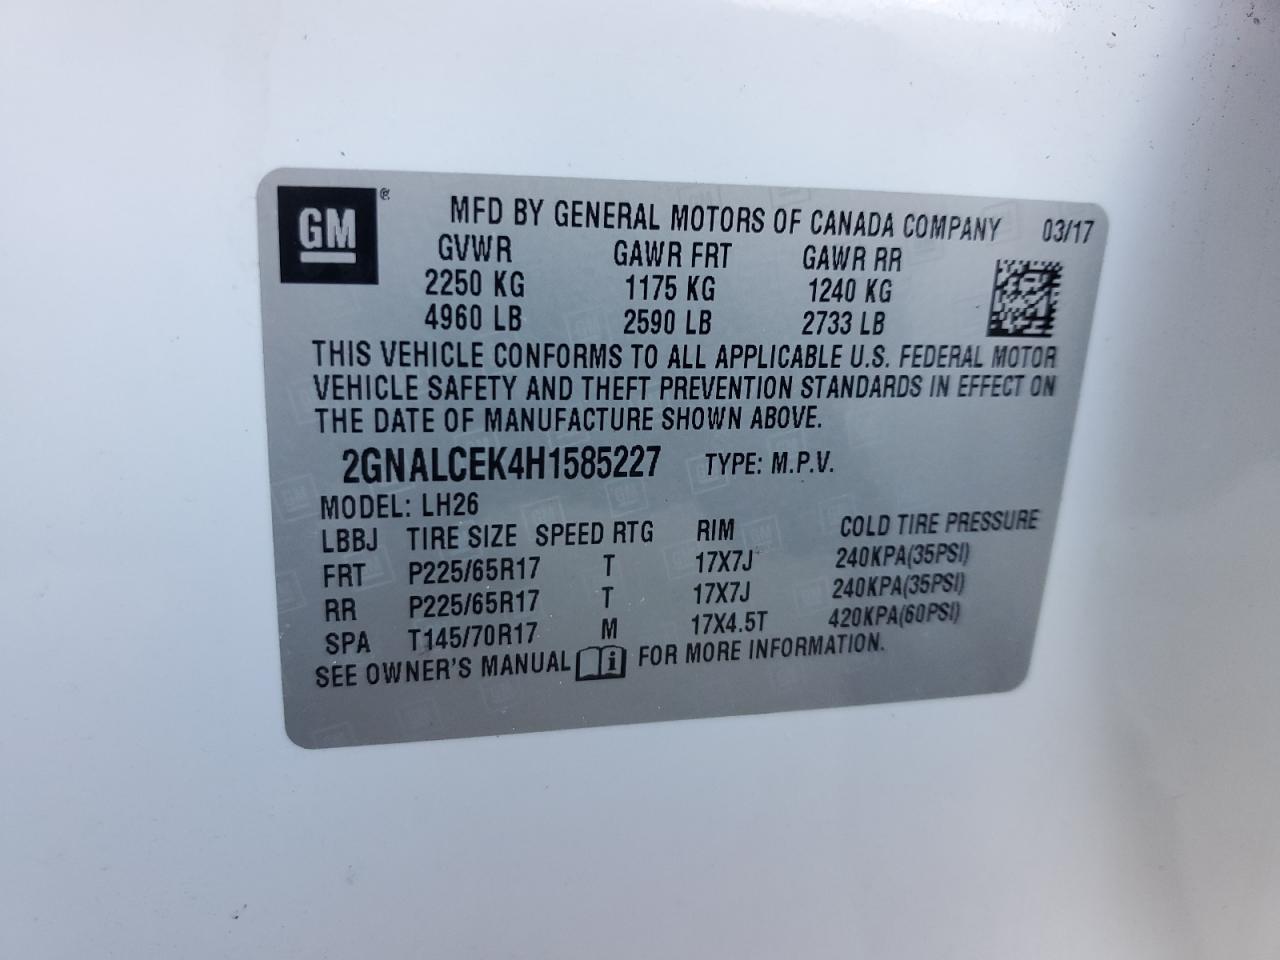 GM ®
MFD BY GENERAL MOTORS OF CANADA COMPANY 03/17
GVWR GAWR FRT GAWR RR
2250 KG 1175 KG 1240 KG
4960 LB 2590 LB 2733 LB
THIS VEHICLE CONFORMS TO ALL APPLICABLE U.S. FEDERAL MOTOR
VEHICLE SAFETY AND THEFT PREVENTION STANDARDS IN EFFECT ON
THE DATE OF MANUFACTURE SHOWN ABOVE.
2GNALCEK4H1585227 TYPE: M.P.V.
MODEL: LH26
LBBJ TIRE SIZE SPEED RTG RIM COLD TIRE PRESSURE
FRT P225/65R17 T 17X7J 240KPA(35PSI)
RR P225/65R17 T 17X7J 240KPA(35PSI)
SPA T145/70R17 M 17X4.5T 420KPA(60PSI)
SEE OWNER'S MANUAL i FOR MORE INFORMATION.